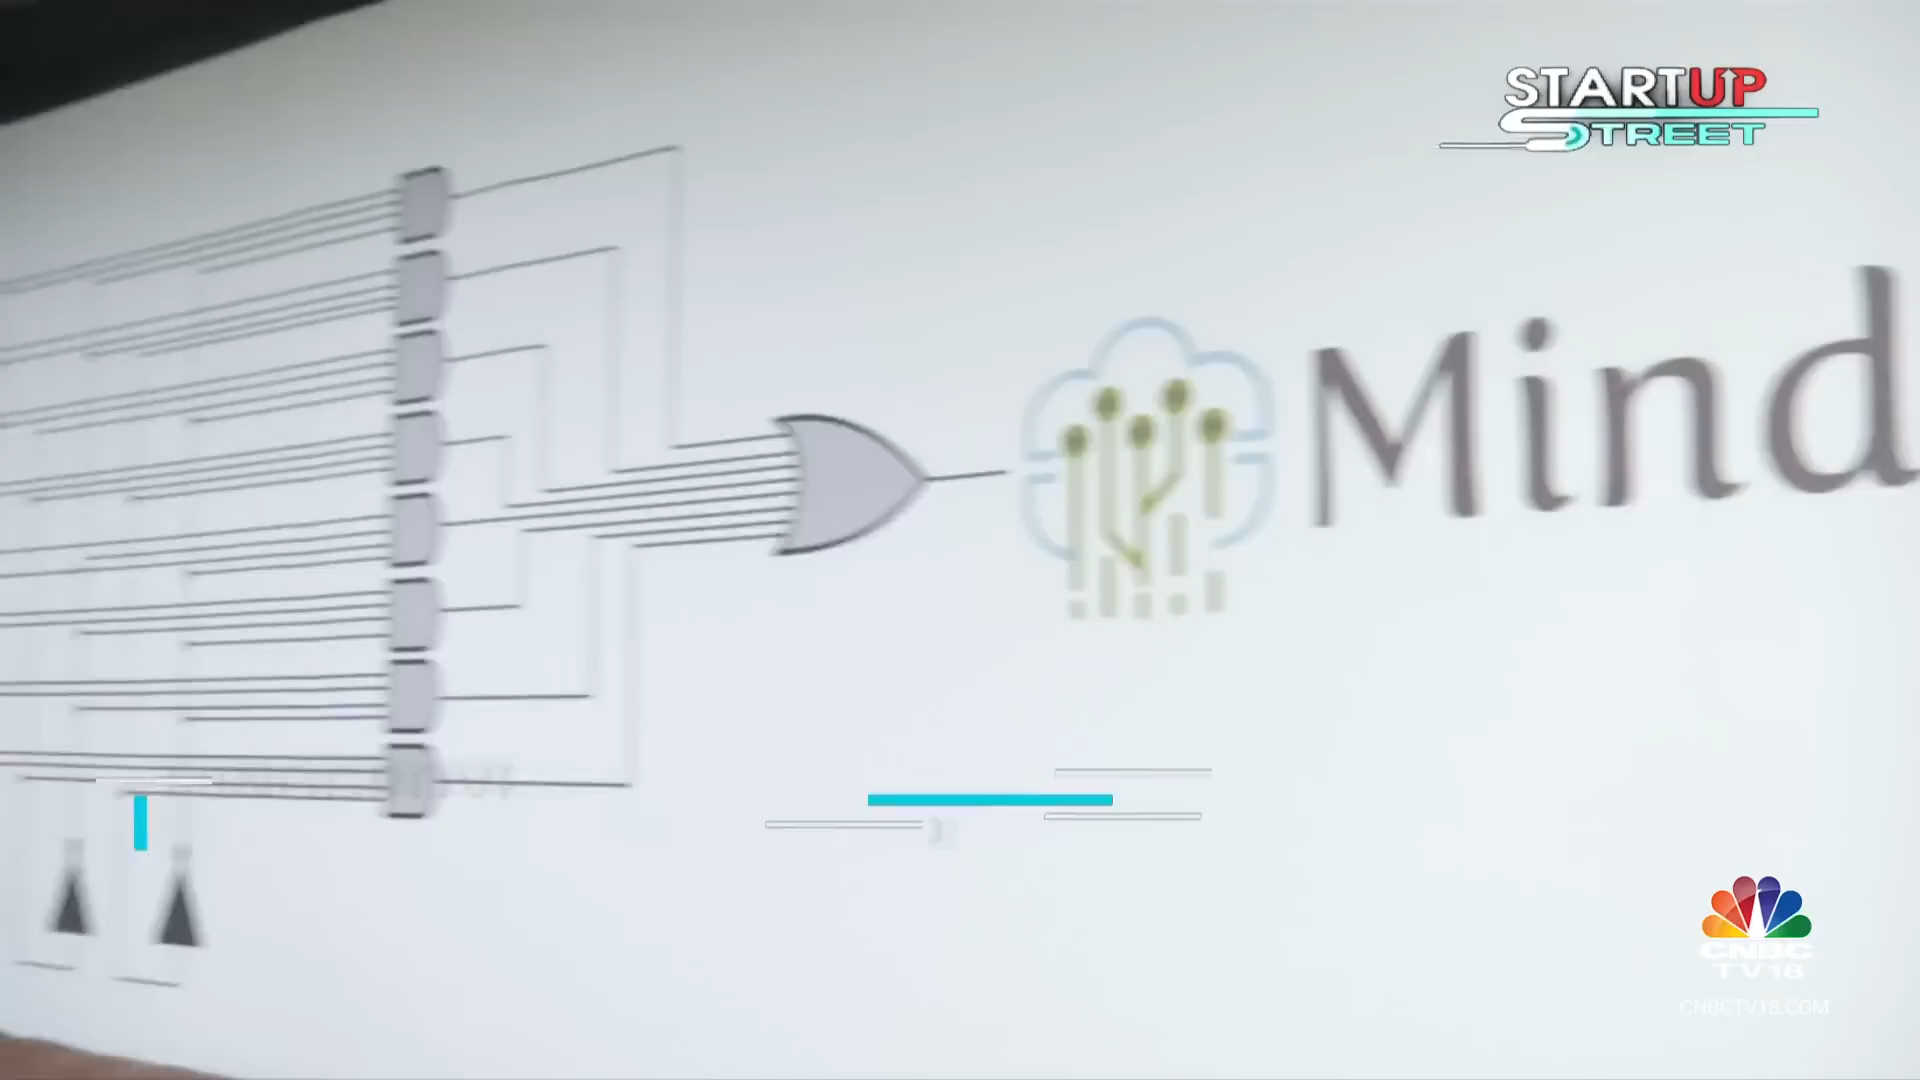 STARTUP
STREET
Mind
CNBC
TV18
CNBCTV18.COM